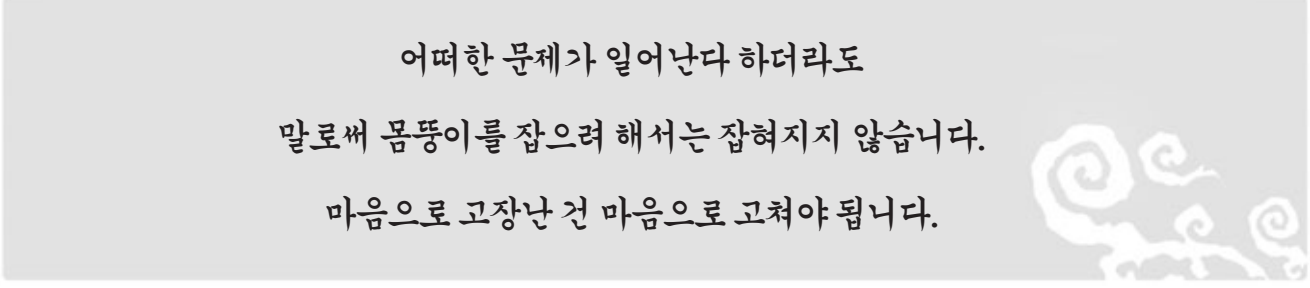 어떠한 문제가 일어난다 하더라도
말로써 몸뚱이를 잡으려 해서는 잡혀지지 않습니다.
마음으로 고장난 건 마음으로 고쳐야 됩니다.